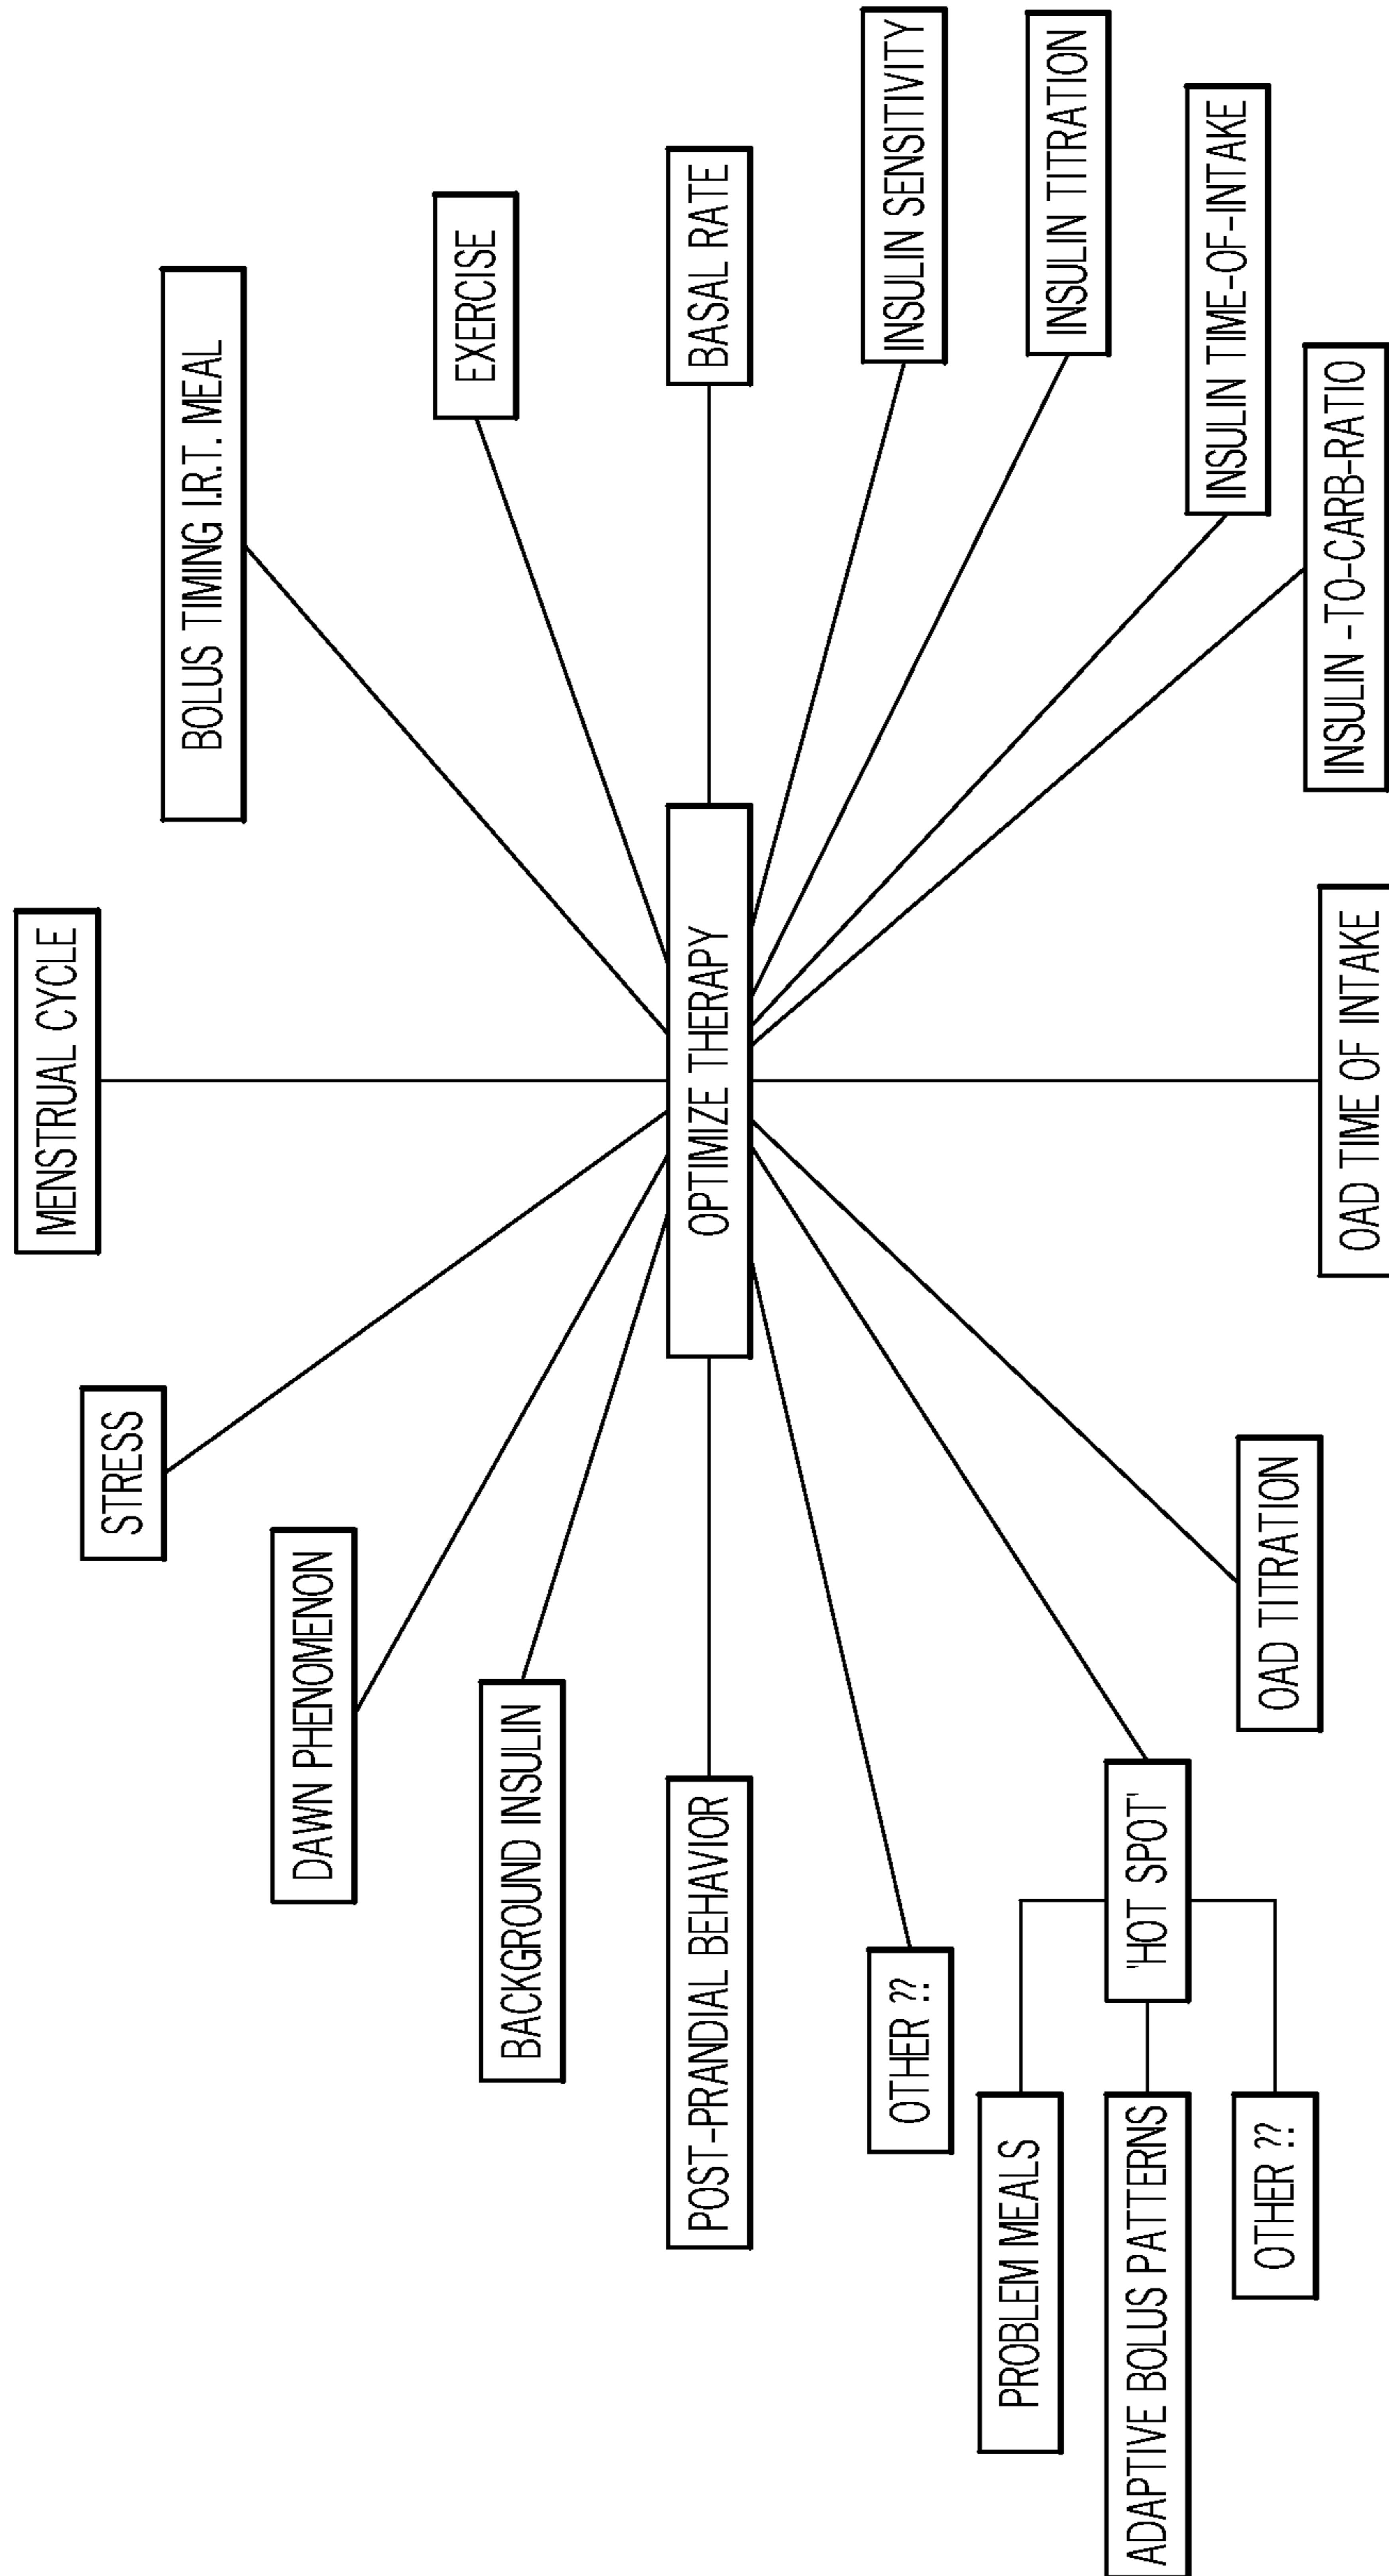 MENSTRUAL CYCLE
STRESS
BOLUS TIMING I.R.T. MEAL
DAWN PHENOMENON
EXERCISE
BACKGROUND INSULIN
POST-PRANDIAL BEHAVIOR
OPTIMIZE THERAPY
BASAL RATE
OTHER ??
INSULIN SENSITIVITY
PROBLEM MEALS
INSULIN TITRATION
ADAPTIVE BOLUS PATTERNS
'HOT SPOT'
INSULIN TIME-OF-INTAKE
OTHER ??
OAD TITRATION
INSULIN -TO-CARB-RATIO
OAD TIME OF INTAKE